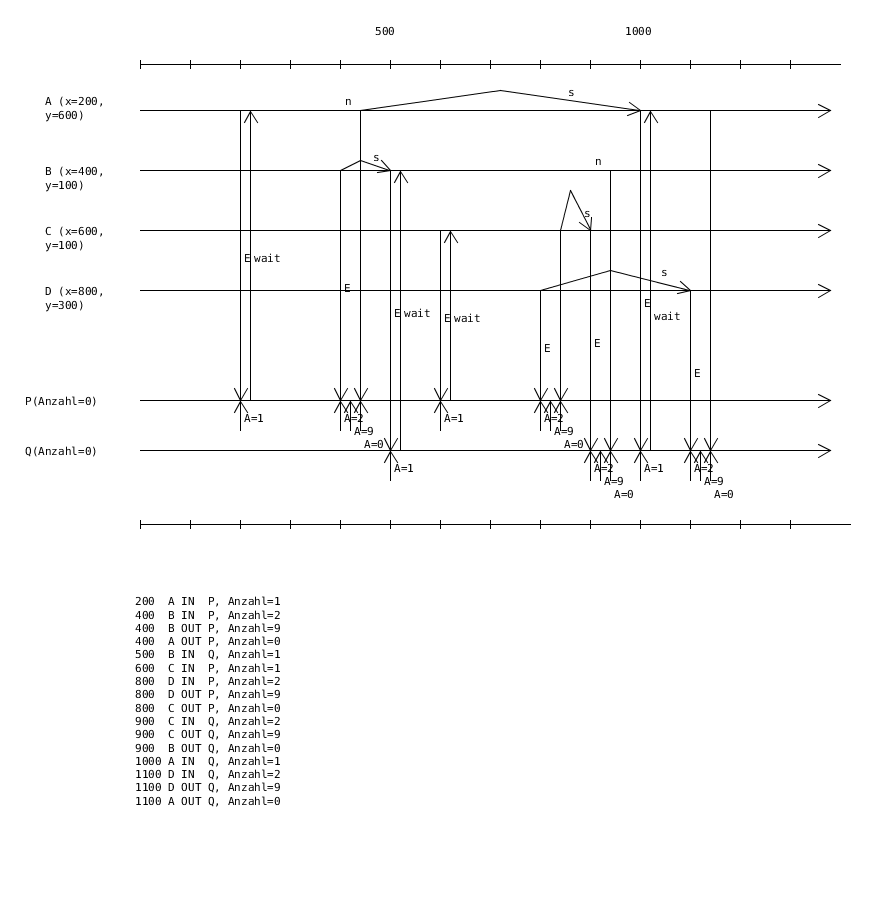 500 1000
n s
A (x=200,
y=600)
s n
B (x=400,
y=100)
s
C (x=600,
y=100)
E wait
s
D (x=800,
y=300)
E
E
wait
E wait
E wait
E
E
E
P(Anzahl=0)
A=1 A=2 A=1 A=2
A=9 A=9
A=0 A=0
Q(Anzahl=0)
A=1 A=2 A=1 A=2
A=9 A=9
A=0 A=0
200 A IN P, Anzahl=1
400 B IN P, Anzahl=2
400 B OUT P, Anzahl=9
400 A OUT P, Anzahl=0
500 B IN Q, Anzahl=1
600 C IN P, Anzahl=1
800 D IN P, Anzahl=2
800 D OUT P, Anzahl=9
800 C OUT P, Anzahl=0
900 C IN Q, Anzahl=2
900 C OUT Q, Anzahl=9
900 B OUT Q, Anzahl=0
1000 A IN Q, Anzahl=1
1100 D IN Q, Anzahl=2
1100 D OUT Q, Anzahl=9
1100 A OUT Q, Anzahl=0